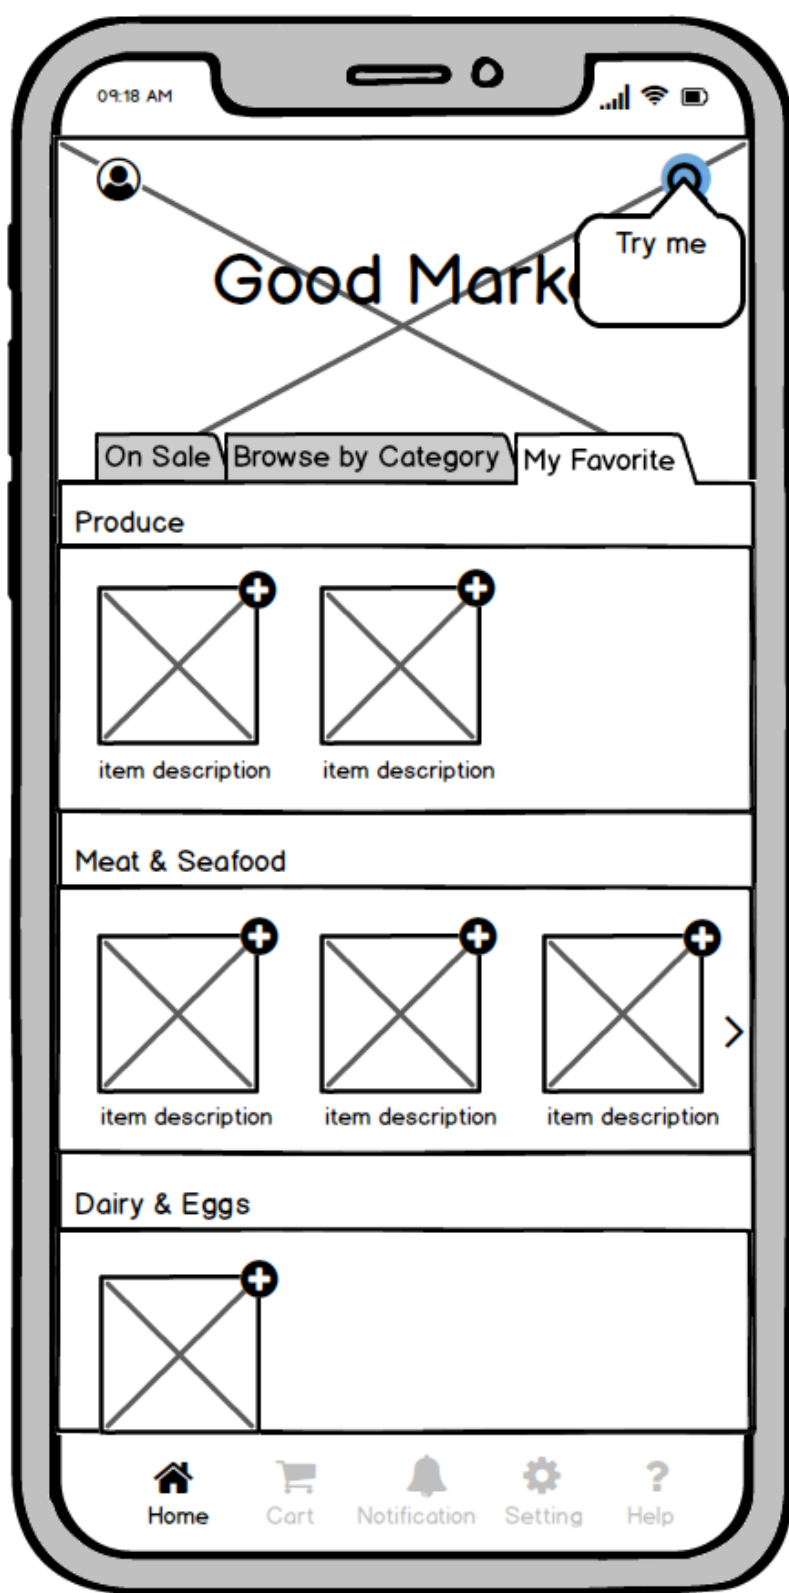 09:18 AM
Try me
Good Mark
On Sale
Browse by Category
My Favorite
Produce
item description
item description
Meat & Seafood
item description
item description
item description
Dairy & Eggs
Home
Cart
Notification
Setting
Help